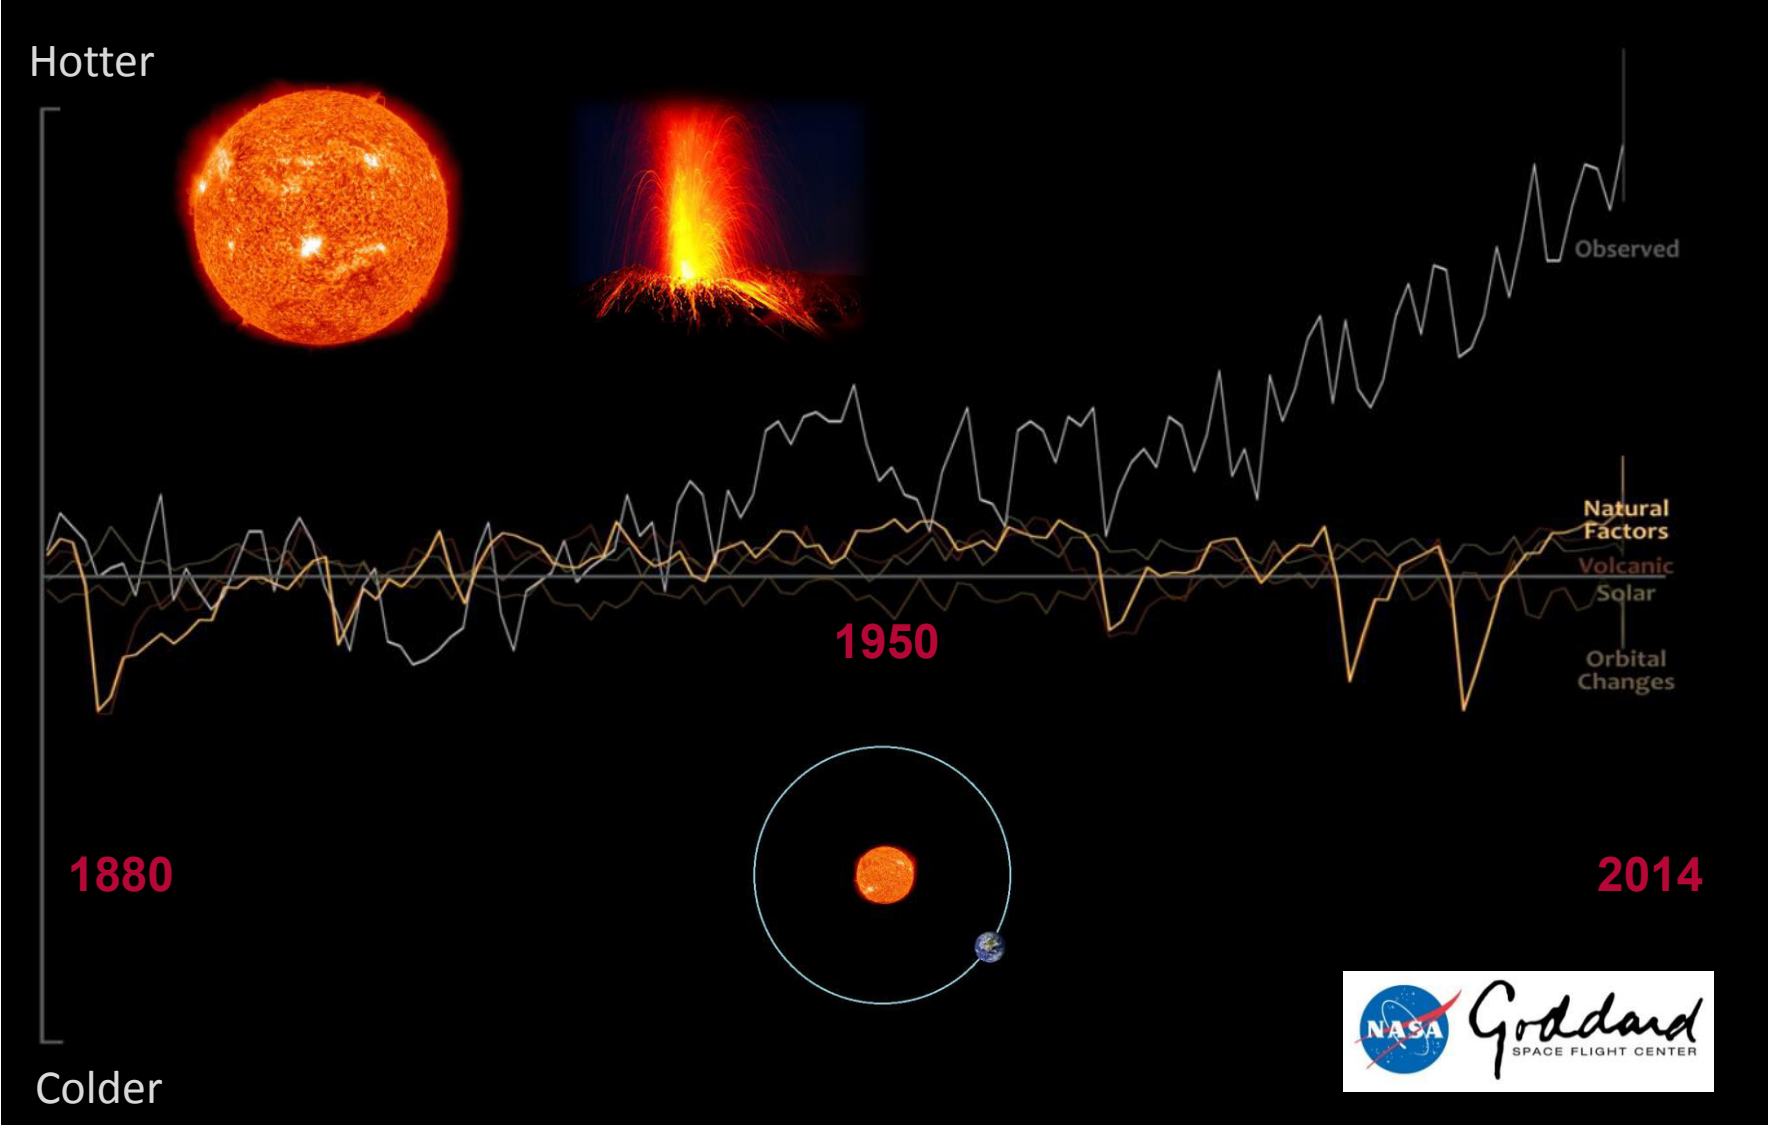 Hotter
Observed
Natural
Factors
Volcanic
Solar
1950
Orbital
Changes
1880
2014
NASA
Goddard
SPACE FLIGHT CENTER
Colder